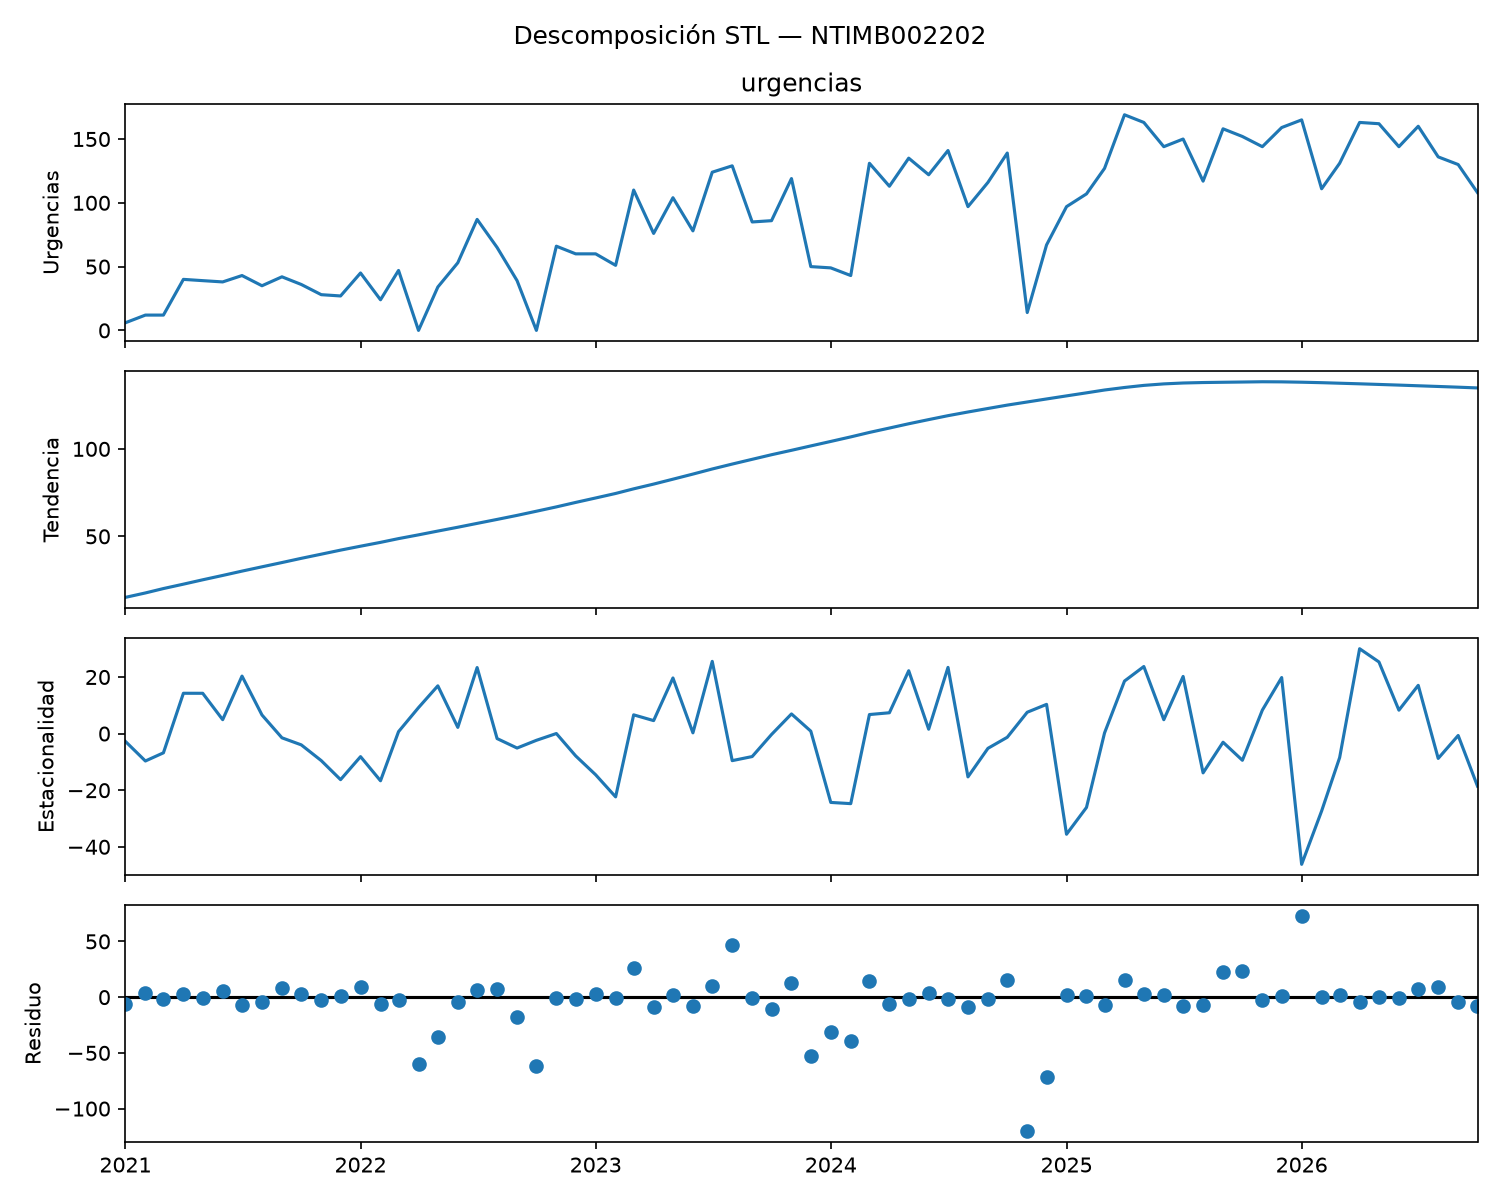 Descomposición STL — NTIMB002202
urgencias
Urgencias
150
100
50
0
Tendencia
100
50
Estacionalidad
20
0
−20
−40
Residuo
50
0
−50
−100
2021 2022 2023 2024 2025 2026